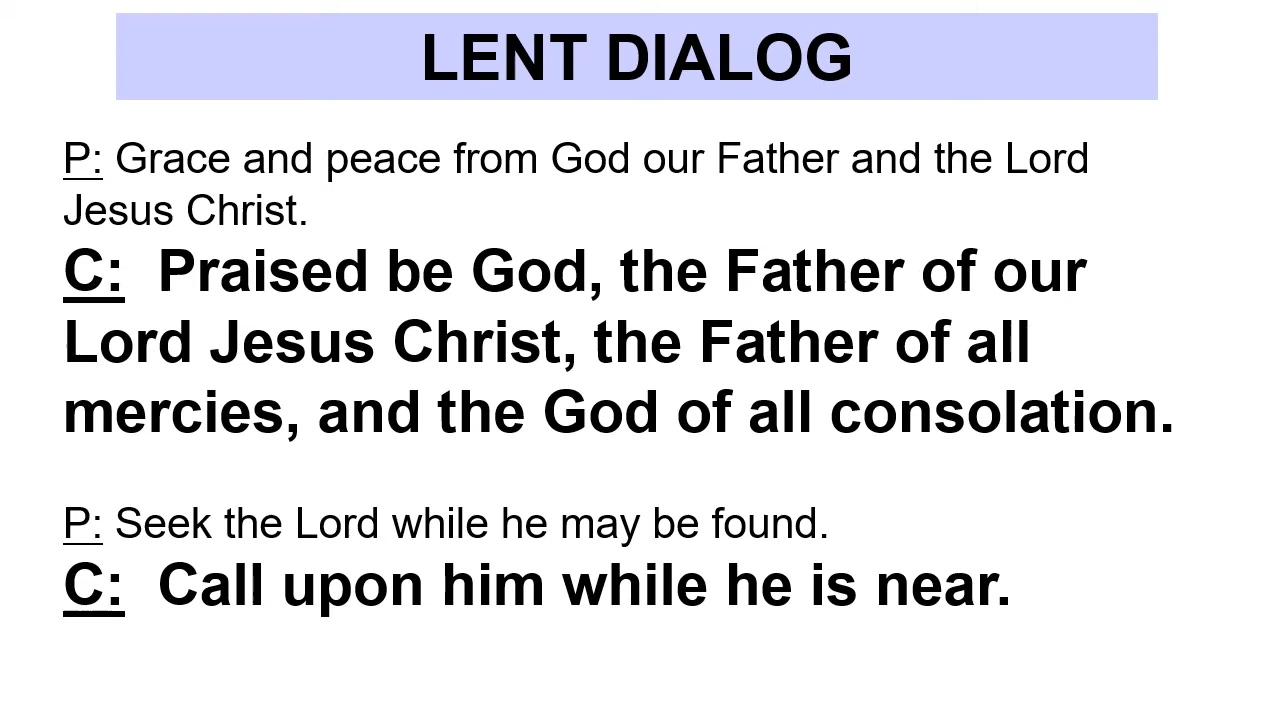 LENT DIALOG
P: Grace and peace from God our Father and the Lord
Jesus Christ.
C:  Praised be God, the Father of our
Lord Jesus Christ, the Father of all
mercies, and the God of all consolation.
P: Seek the Lord while he may be found.
C:  Call upon him while he is near.